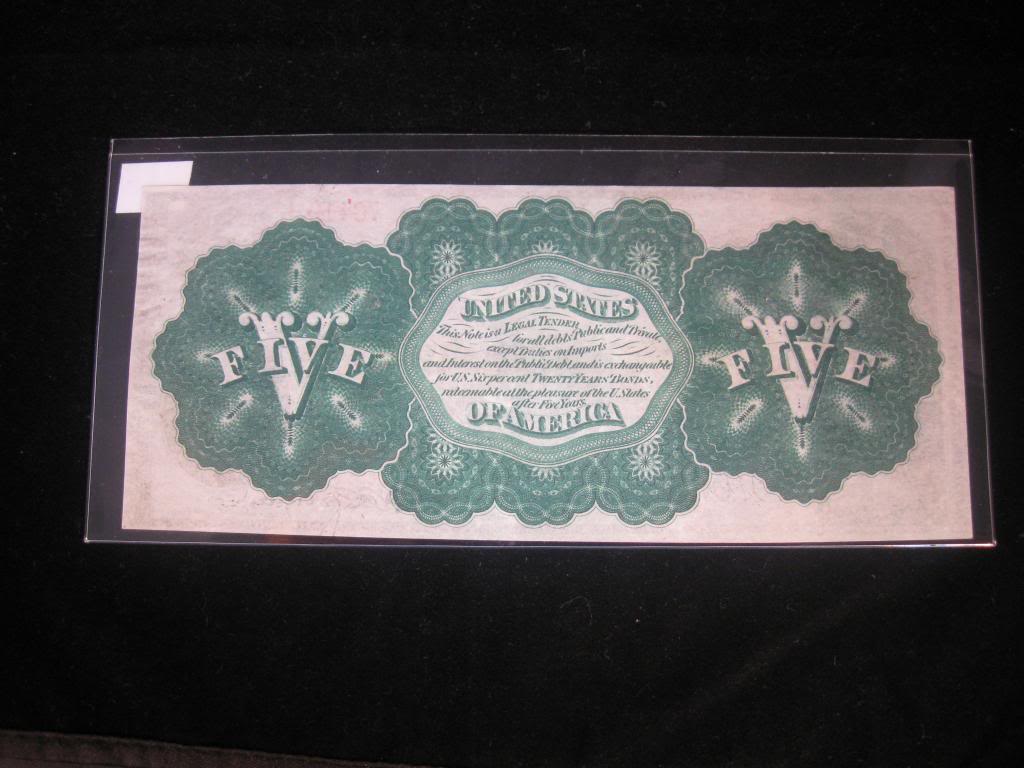 FIVE
V
UNITED STATES
This Note is a LEGAL TENDER
for all debts Public and Private,
except Duties on Imports
and Interest on the Public Debt, and is exchangeable
for U.S. Six per cent TWENTY YEARS BONDS,
redeemable at the pleasure of the U. States
after Five Years.
OF AMERICA
FIVE
V